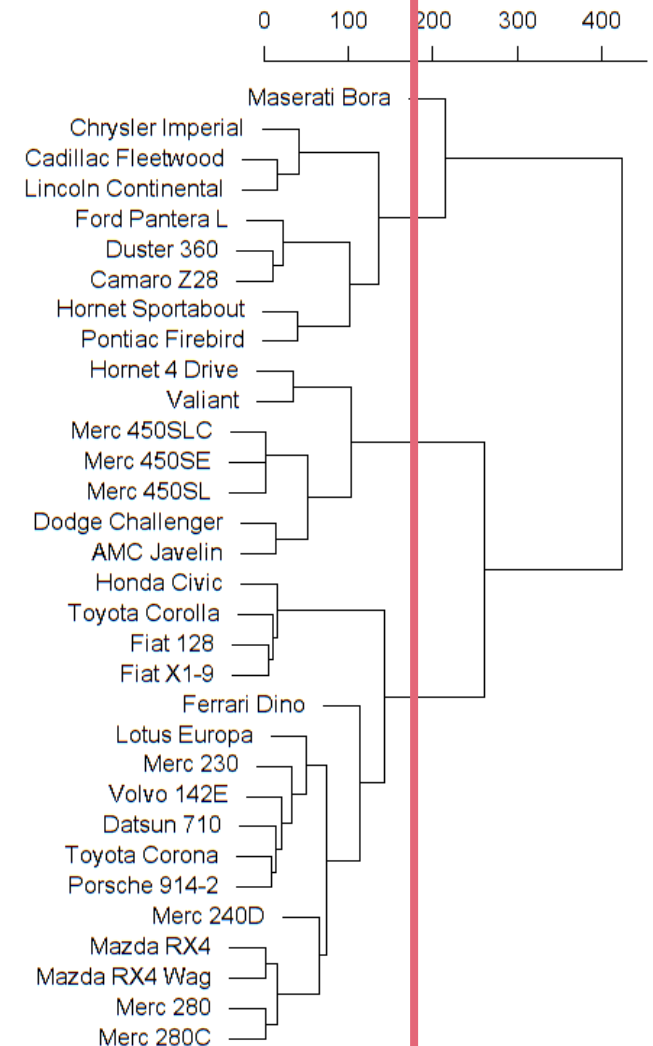 0 100 200 300 400
Maserati Bora
Chrysler Imperial
Cadillac Fleetwood
Lincoln Continental
Ford Pantera L
Duster 360
Camaro Z28
Hornet Sportabout
Pontiac Firebird
Hornet 4 Drive
Valiant
Merc 450SLC
Merc 450SE
Merc 450SL
Dodge Challenger
AMC Javelin
Honda Civic
Toyota Corolla
Fiat 128
Fiat X1-9
Ferrari Dino
Lotus Europa
Merc 230
Volvo 142E
Datsun 710
Toyota Corona
Porsche 914-2
Merc 240D
Mazda RX4
Mazda RX4 Wag
Merc 280
Merc 280C